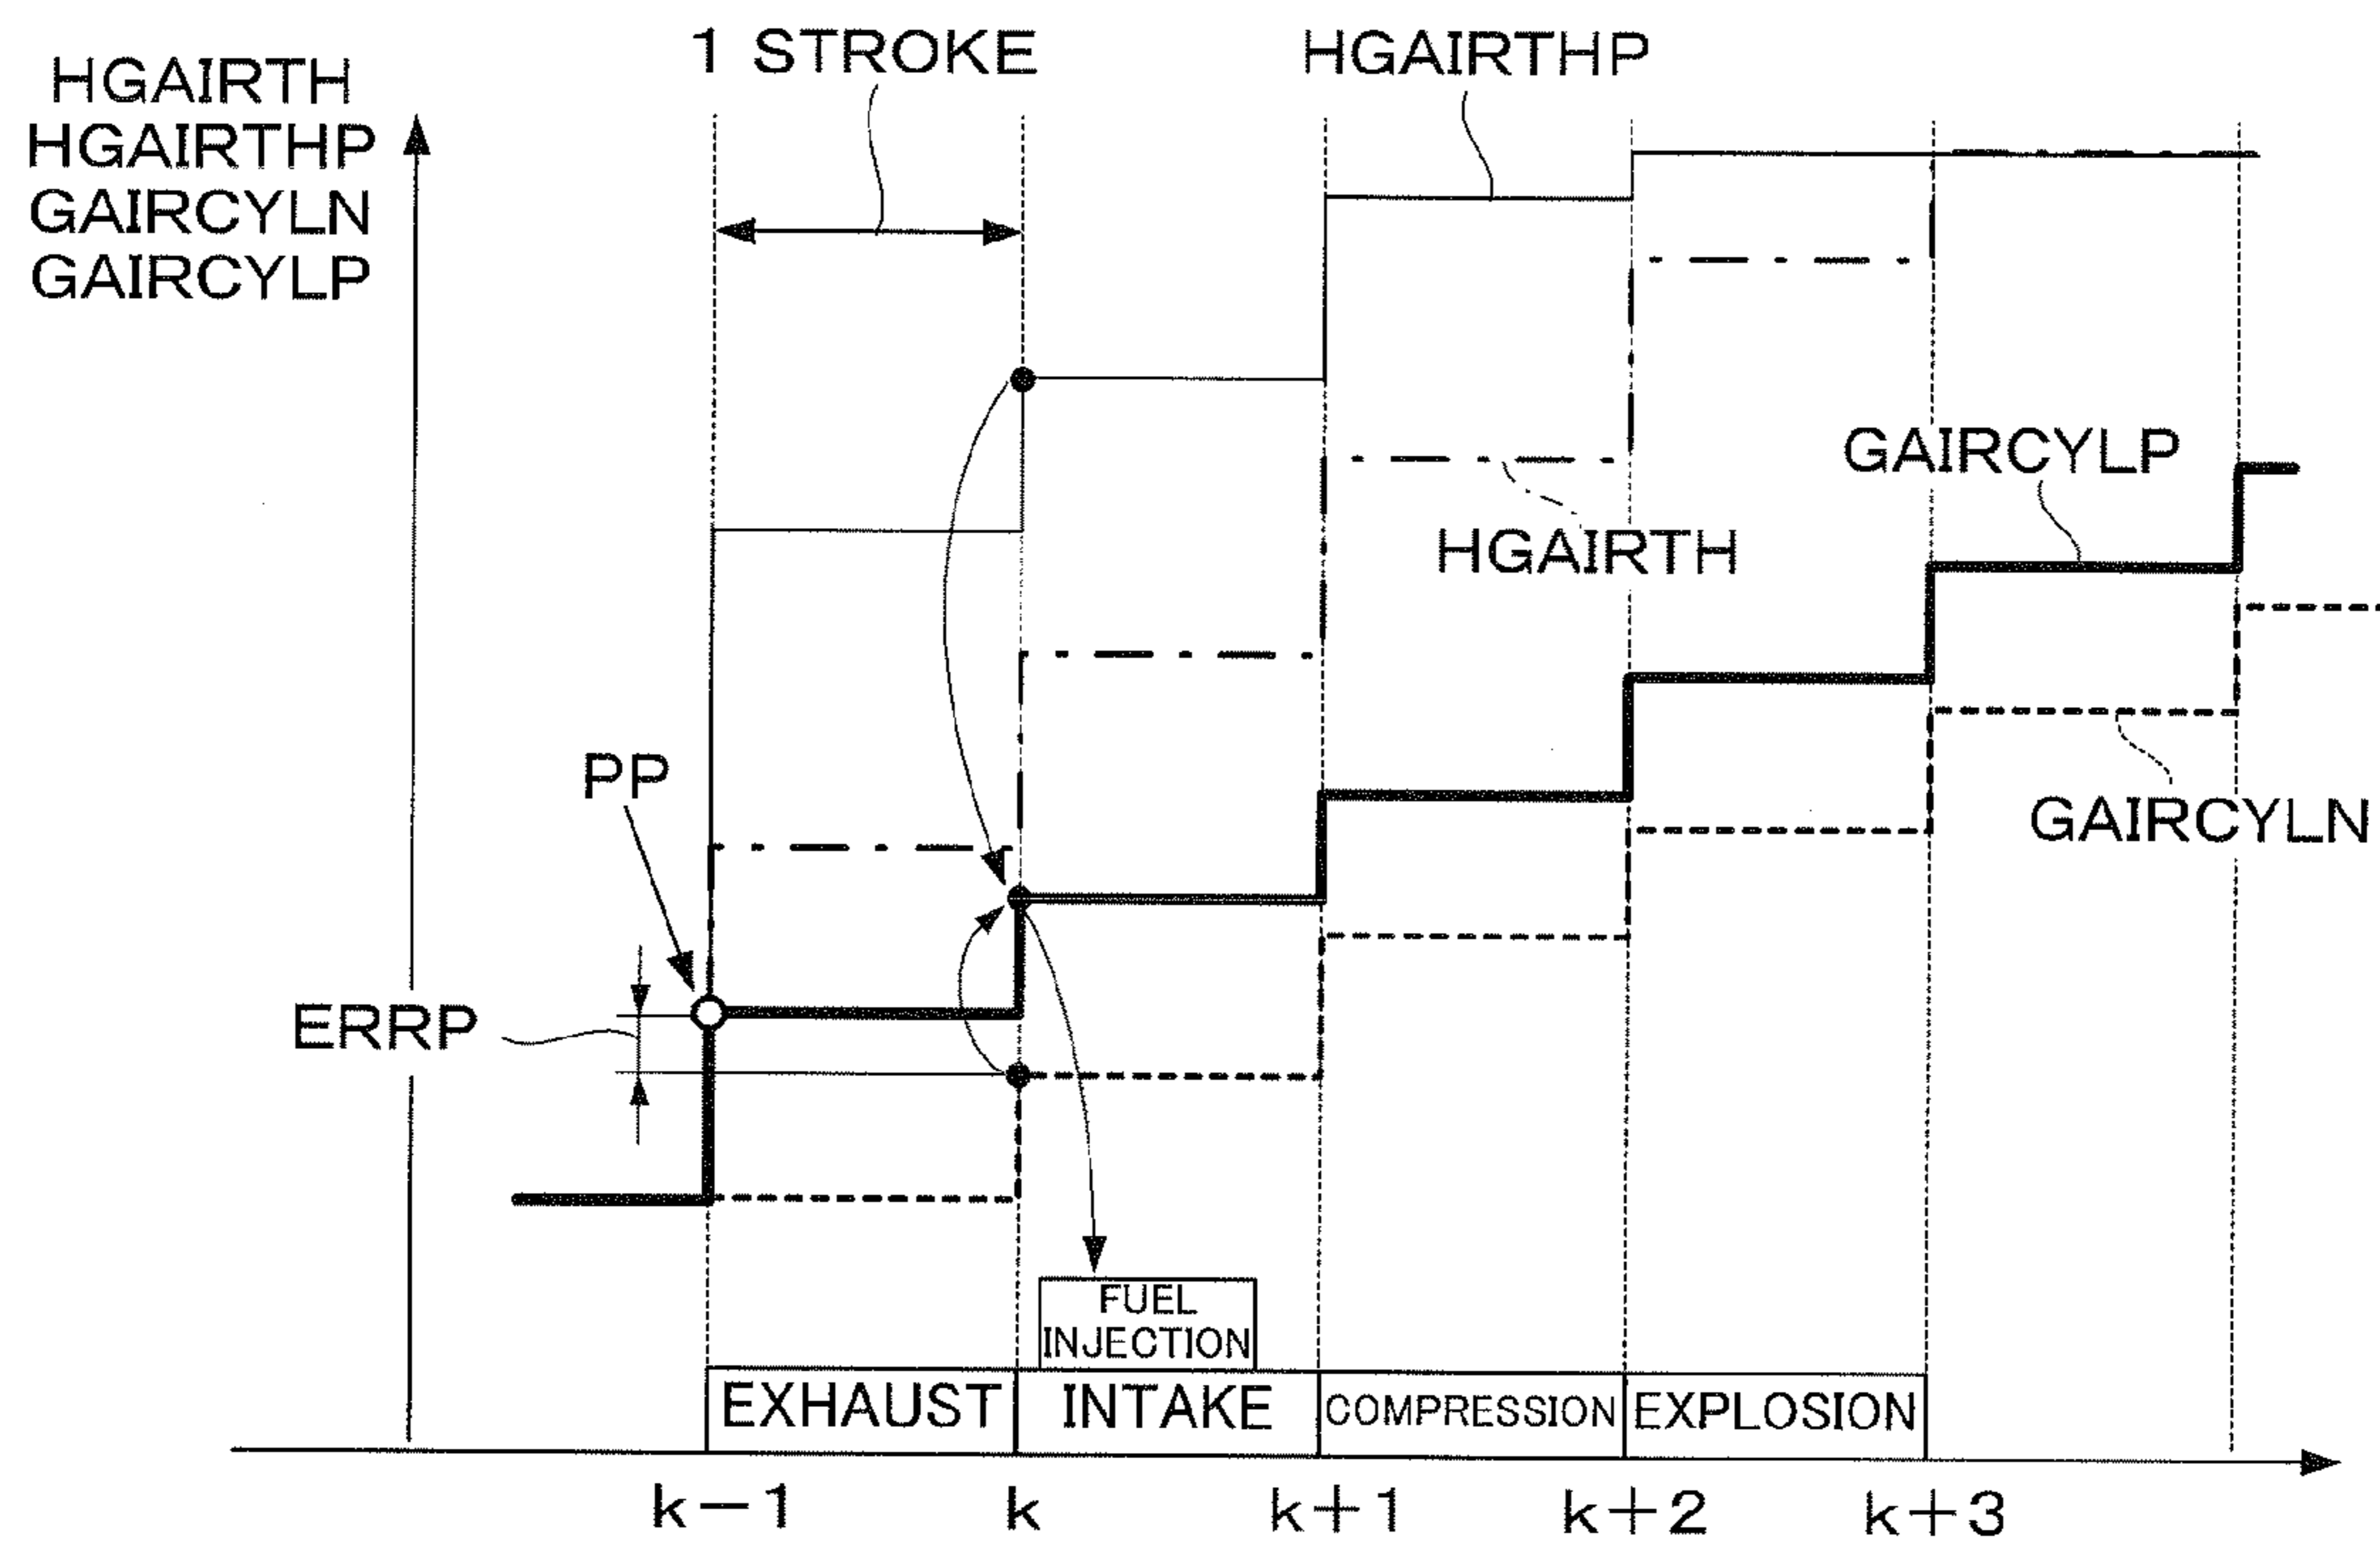 1 STROKE
HGAIRTHP
HGAIRTH
HGAIRTHP
GAIRCYLN
GAIRCYLP
GAIRCYLP
HGAIRTH
PP
GAIRCYLN
ERRP
FUEL
INJECTION
EXHAUST
INTAKE
COMPRESSION
EXPLOSION
k−1
k
k+1
k+2
k+3